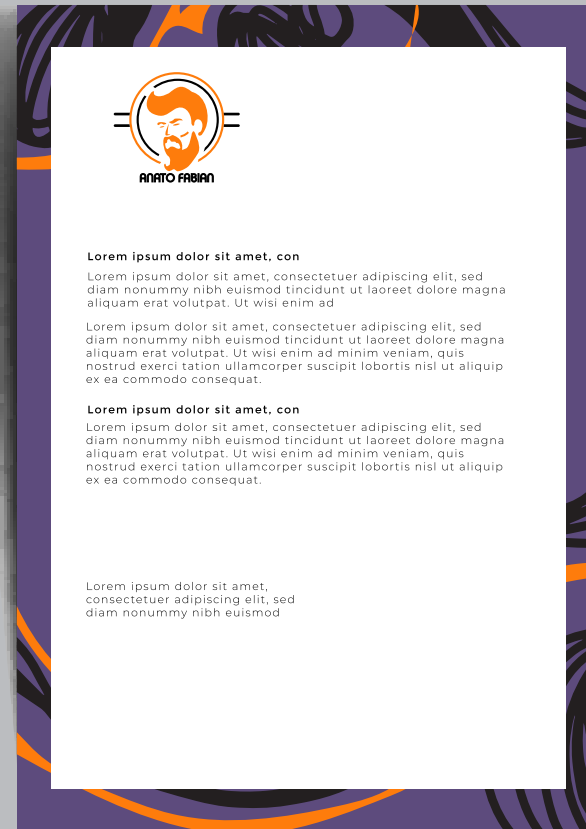 ANATO FABIAN
Lorem ipsum dolor sit amet, con
Lorem ipsum dolor sit amet, consectetuer adipiscing elit, sed
diam nonummy nibh euismod tincidunt ut laoreet dolore magna
aliquam erat volutpat. Ut wisi enim ad
Lorem ipsum dolor sit amet, consectetuer adipiscing elit, sed
diam nonummy nibh euismod tincidunt ut laoreet dolore magna
aliquam erat volutpat. Ut wisi enim ad minim veniam, quis
nostrud exerci tation ullamcorper suscipit lobortis nisl ut aliquip
ex ea commodo consequat.
Lorem ipsum dolor sit amet, con
Lorem ipsum dolor sit amet, consectetuer adipiscing elit, sed
diam nonummy nibh euismod tincidunt ut laoreet dolore magna
aliquam erat volutpat. Ut wisi enim ad minim veniam, quis
nostrud exerci tation ullamcorper suscipit lobortis nisl ut aliquip
ex ea commodo consequat.
Lorem ipsum dolor sit amet,
consectetuer adipiscing elit, sed
diam nonummy nibh euismod